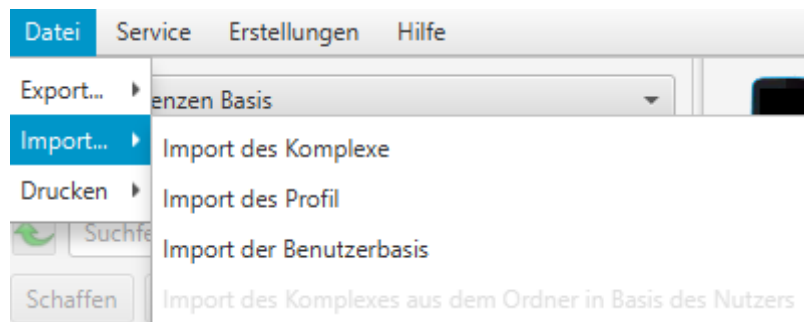 Datei Service Erstellungen Hilfe
Export...
enzen Basis
Import...
Import des Komplexe
Drucken
Import des Profil
Suchfe
Import der Benutzerbasis
Schaffen
Import des Komplexes aus dem Ordner in Basis des Nutzers